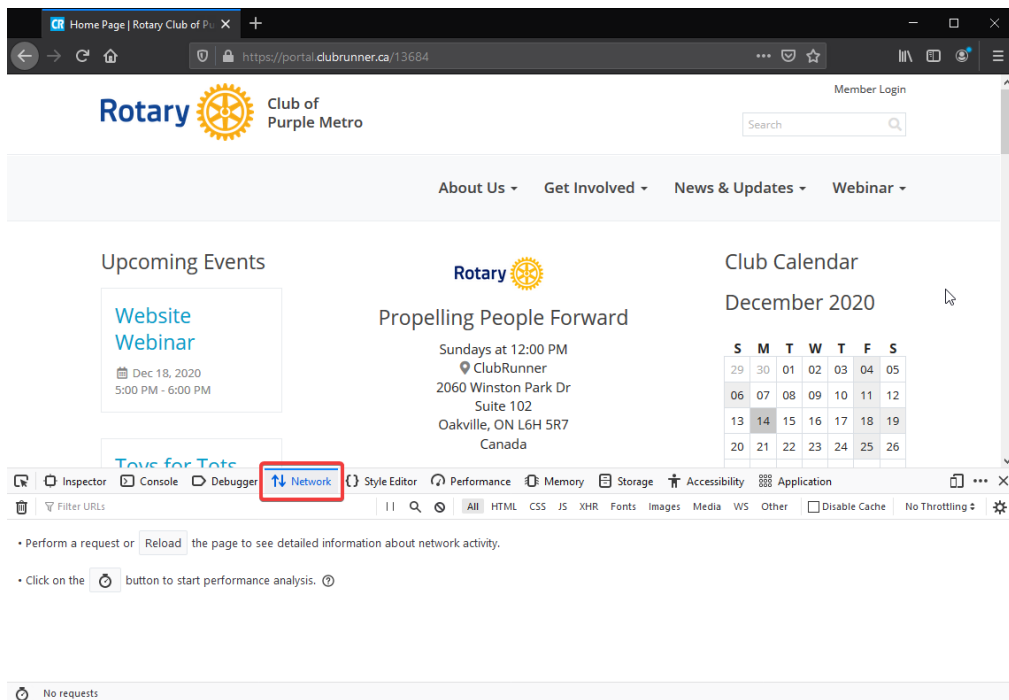 CR Home Page | Rotary Club of Pu
https://portal.clubrunner.ca/13684
Rotary
Club of
Purple Metro
Member Login
Search
About Us
Get Involved
News & Updates
Webinar
Upcoming Events
Website
Webinar
Dec 18, 2020
5:00 PM - 6:00 PM
Toys for Tots
Rotary
Propelling People Forward
Sundays at 12:00 PM
ClubRunner
2060 Winston Park Dr
Suite 102
Oakville, ON L6H 5R7
Canada
Club Calendar
December 2020
S M T W T F S
29 30 01 02 03 04 05
06 07 08 09 10 11 12
13 14 15 16 17 18 19
20 21 22 23 24 25 26
Inspector Console Debugger Network Style Editor Performance Memory Storage Accessibility Application
Filter URLs All HTML CSS JS XHR Fonts Images Media WS Other Disable Cache No Throttling
• Perform a request or Reload the page to see detailed information about network activity.
• Click on the button to start performance analysis.
No requests